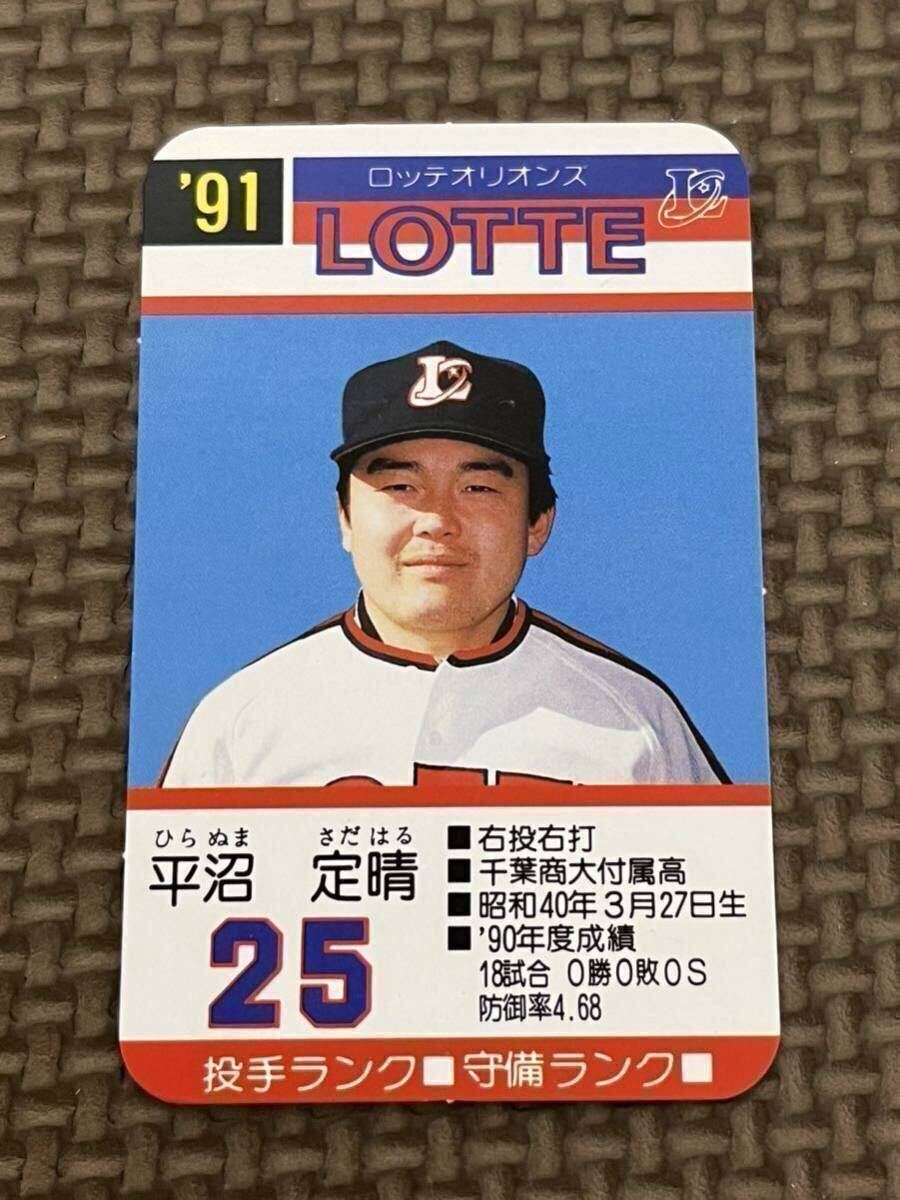 '91
ロッテオリオンズ
LOTTE
ひらぬま さだはる
平沼 定晴
25
■右投右打
■千葉商大付属高
■昭和40年3月27日生
■'90年度成績
18試合 0勝0敗0S
防御率4.68
投手ランク■守備ランク■